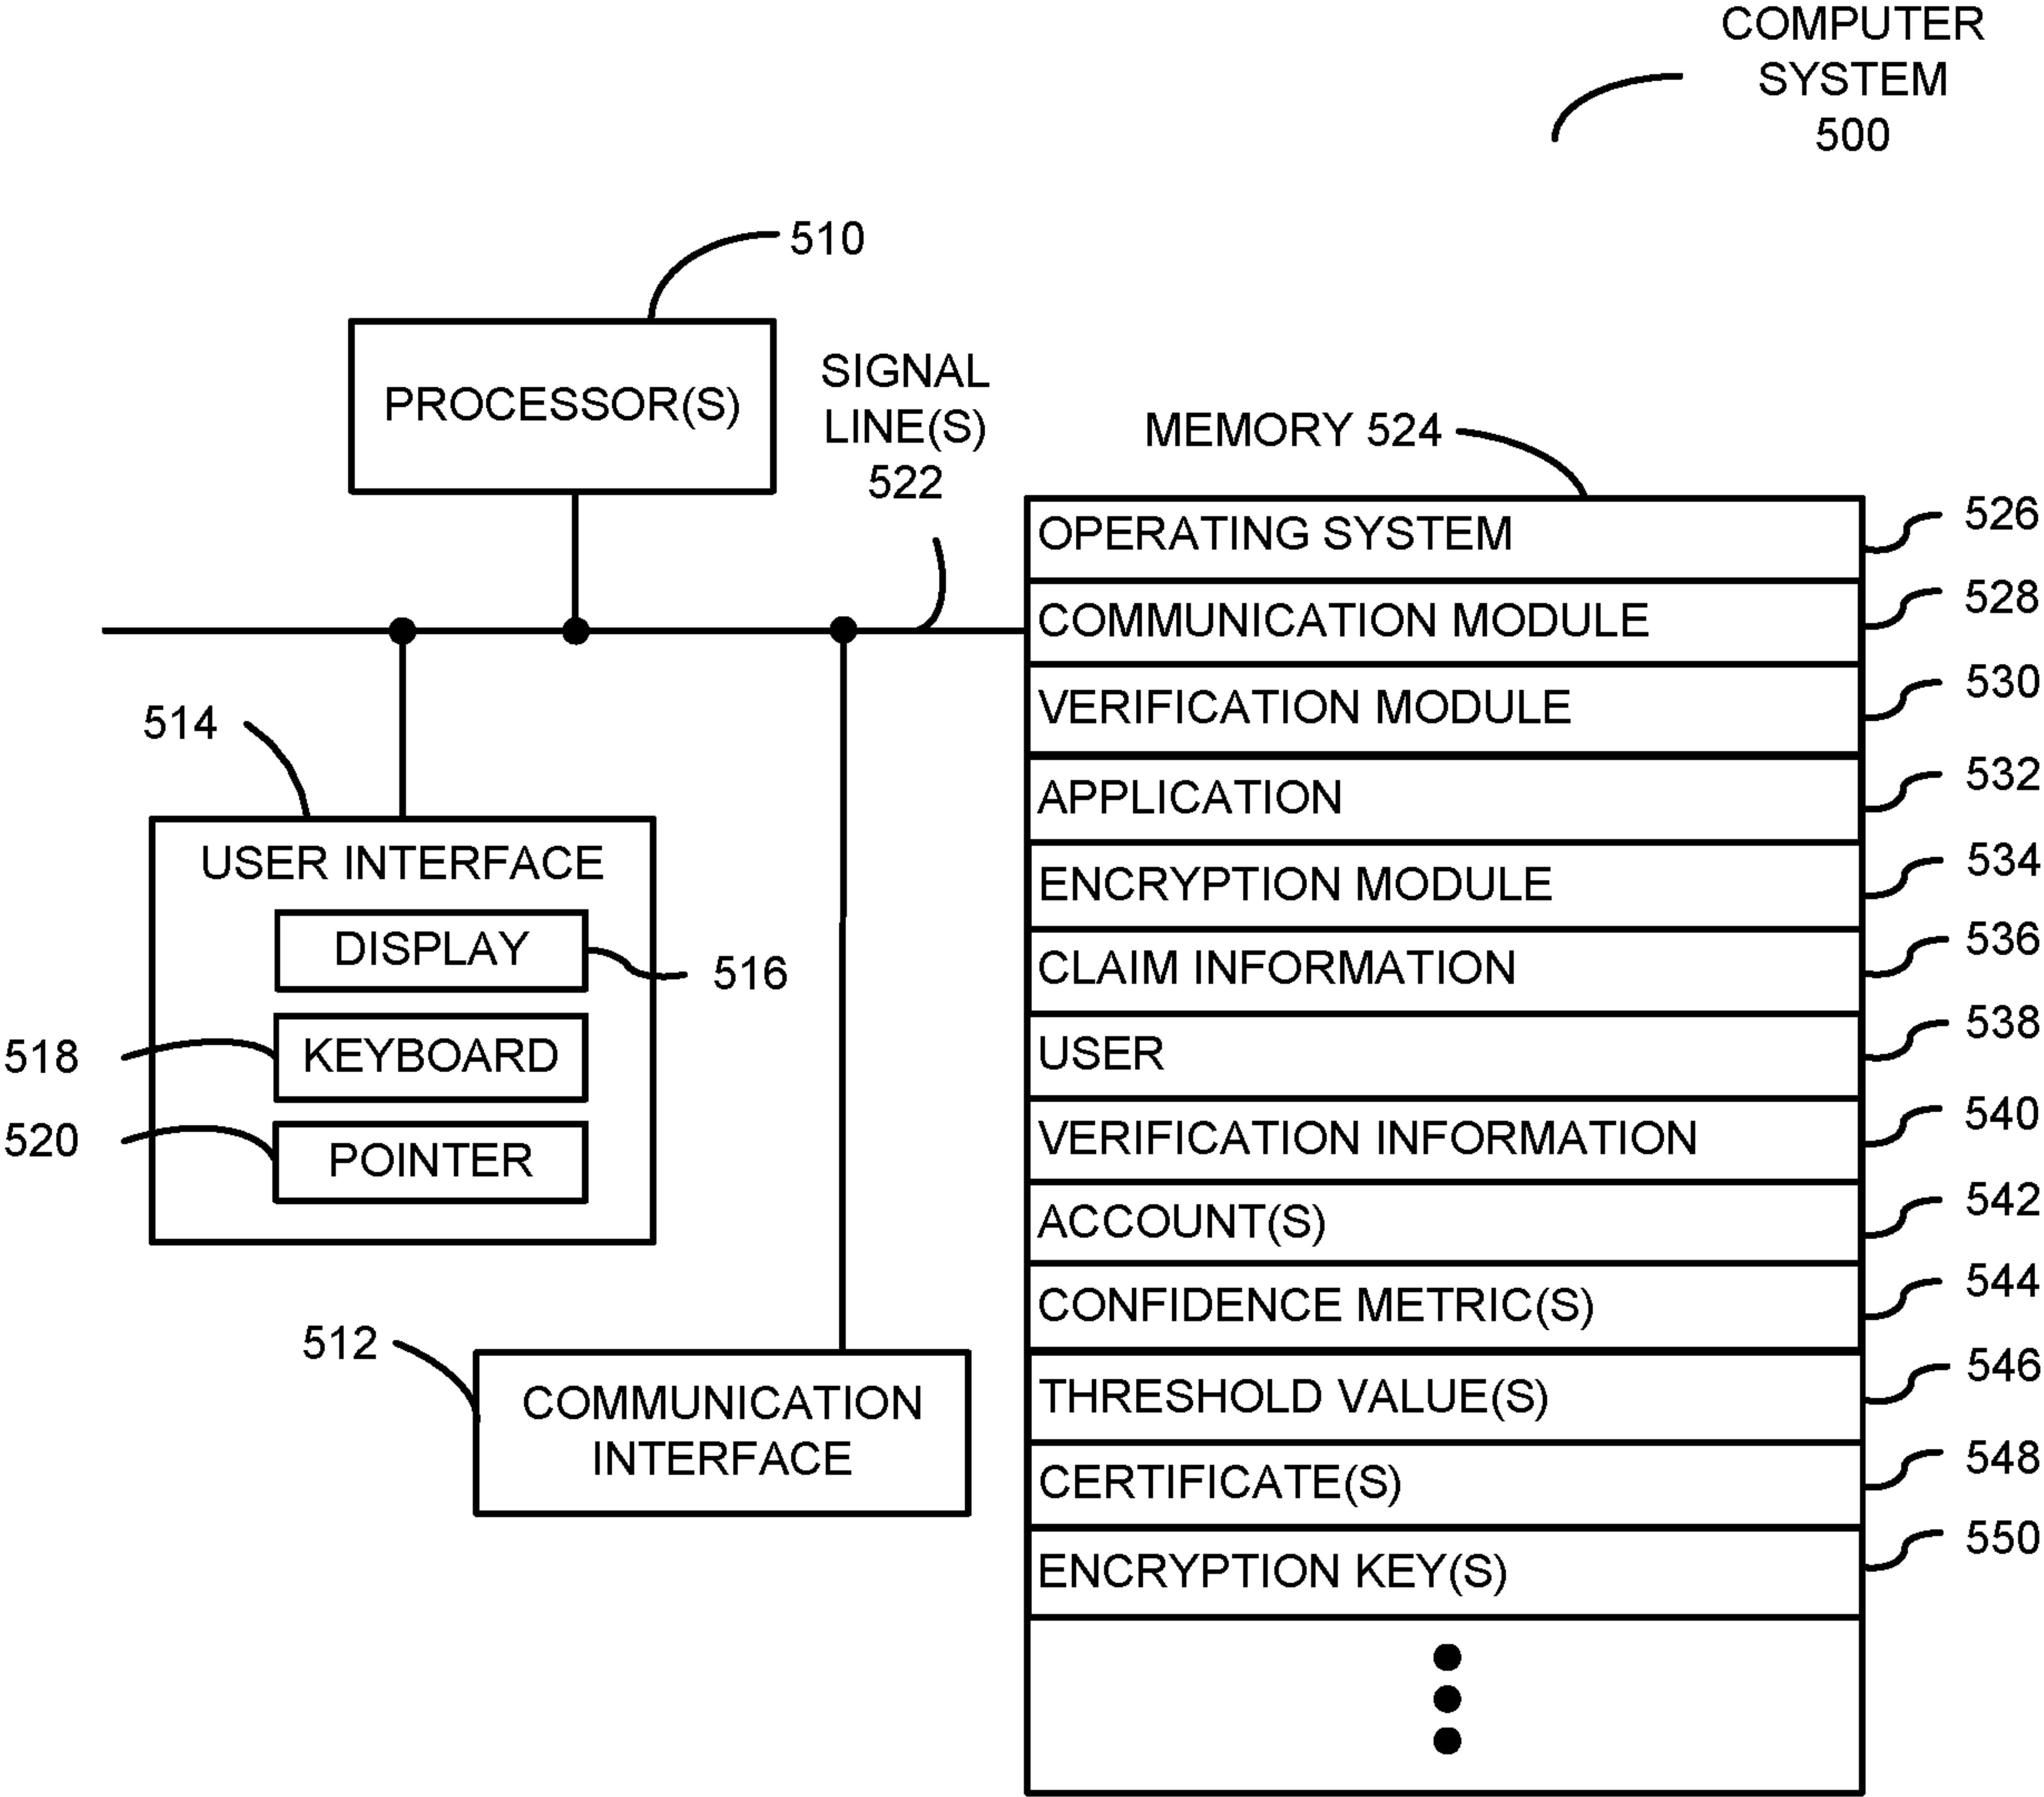 COMPUTER
SYSTEM
500
510
PROCESSOR(S)
SIGNAL
LINE(S)
522
MEMORY 524
OPERATING SYSTEM
526
COMMUNICATION MODULE
528
VERIFICATION MODULE
530
APPLICATION
532
ENCRYPTION MODULE
534
CLAIM INFORMATION
536
USER
538
VERIFICATION INFORMATION
540
ACCOUNT(S)
542
CONFIDENCE METRIC(S)
544
THRESHOLD VALUE(S)
546
CERTIFICATE(S)
548
ENCRYPTION KEY(S)
550
514
USER INTERFACE
DISPLAY
516
518
KEYBOARD
520
POINTER
512
COMMUNICATION
INTERFACE